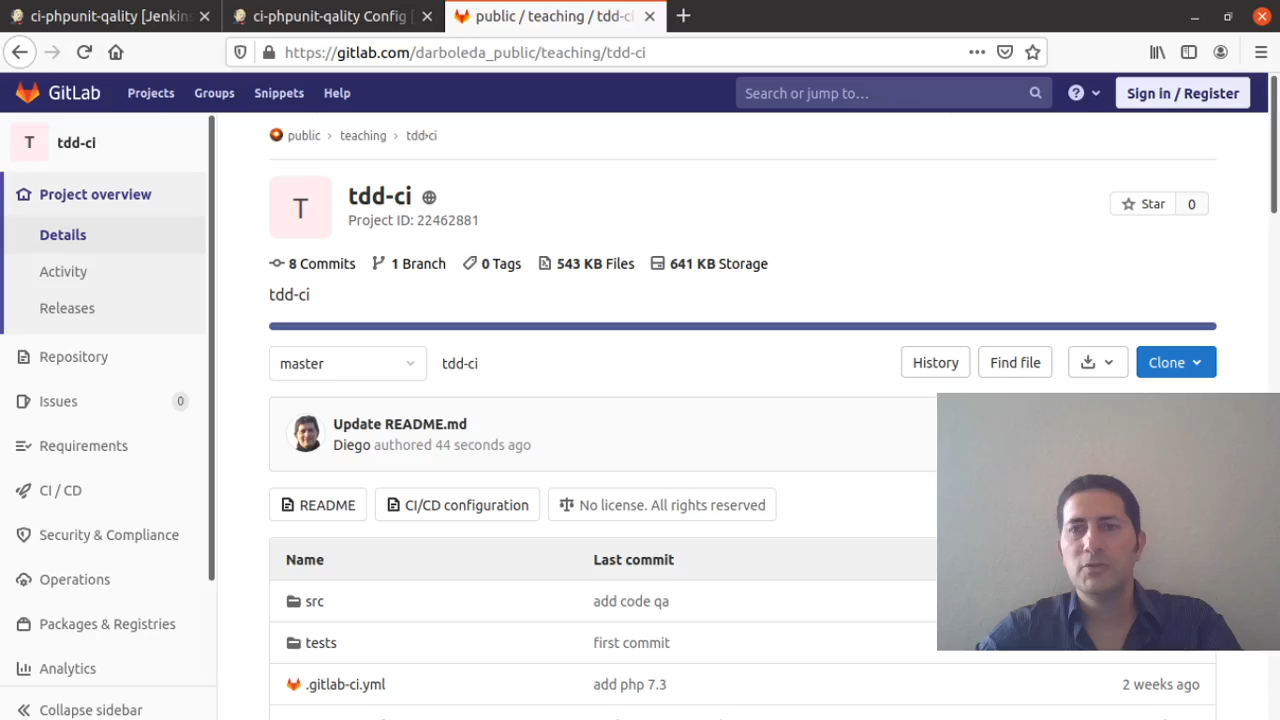 ci-phpunit-qality [Jenkins
ci-phpunit-qality Config [
public / teaching / tdd-ci
https://gitlab.com/darboleda_public/teaching/tdd-ci
GitLab Projects Groups Snippets Help
Search or jump to…
Sign in / Register
T tdd-ci
Project overview
Details
Activity
Releases
Repository
Issues 0
Requirements
CI / CD
Security & Compliance
Operations
Packages & Registries
Analytics
Collapse sidebar
public › teaching › tdd-ci
T
tdd-ci
Project ID: 22462881
Star 0
8 Commits 1 Branch 0 Tags 543 KB Files 641 KB Storage
tdd-ci
master tdd-ci History Find file Clone
Update README.md
Diego authored 44 seconds ago
README CI/CD configuration No license. All rights reserved
Name Last commit
src add code qa
tests first commit
.gitlab-ci.yml add php 7.3 2 weeks ago